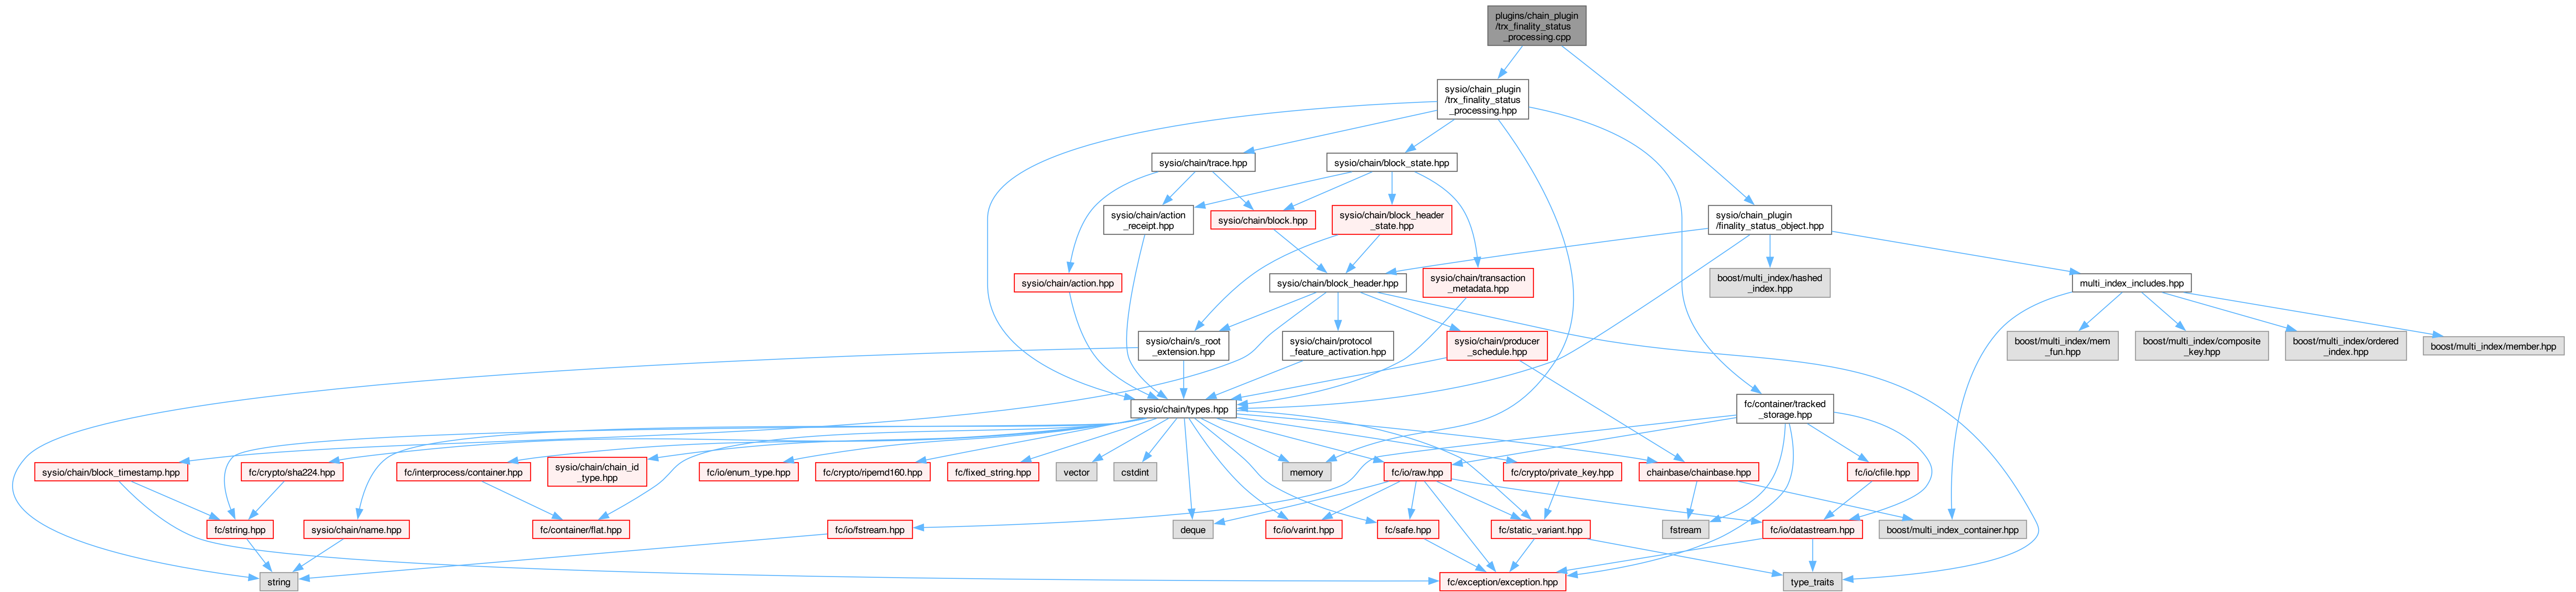 plugins/chain_plugin
/trx_finality_status
_processing.cpp
sysio/chain_plugin
/trx_finality_status
_processing.hpp
sysio/chain/trace.hpp
sysio/chain/block_state.hpp
sysio/chain/action
_receipt.hpp
sysio/chain/block.hpp
sysio/chain/block_header
_state.hpp
sysio/chain_plugin
/finality_status_object.hpp
sysio/chain/action.hpp
sysio/chain/block_header.hpp
sysio/chain/transaction
_metadata.hpp
boost/multi_index/hashed
_index.hpp
multi_index_includes.hpp
sysio/chain/s_root
_extension.hpp
sysio/chain/protocol
_feature_activation.hpp
sysio/chain/producer
_schedule.hpp
boost/multi_index/mem
_fun.hpp
boost/multi_index/composite
_key.hpp
boost/multi_index/ordered
_index.hpp
boost/multi_index/member.hpp
sysio/chain/types.hpp
fc/container/tracked
_storage.hpp
sysio/chain/block_timestamp.hpp
fc/crypto/sha224.hpp
fc/interprocess/container.hpp
sysio/chain/chain_id
_type.hpp
fc/io/enum_type.hpp
fc/crypto/ripemd160.hpp
fc/fixed_string.hpp
vector
cstdint
memory
fc/io/raw.hpp
fc/crypto/private_key.hpp
chainbase/chainbase.hpp
fc/io/cfile.hpp
fc/string.hpp
sysio/chain/name.hpp
fc/container/flat.hpp
fc/io/fstream.hpp
deque
fc/io/varint.hpp
fc/safe.hpp
fc/static_variant.hpp
fstream
fc/io/datastream.hpp
boost/multi_index_container.hpp
string
fc/exception/exception.hpp
type_traits